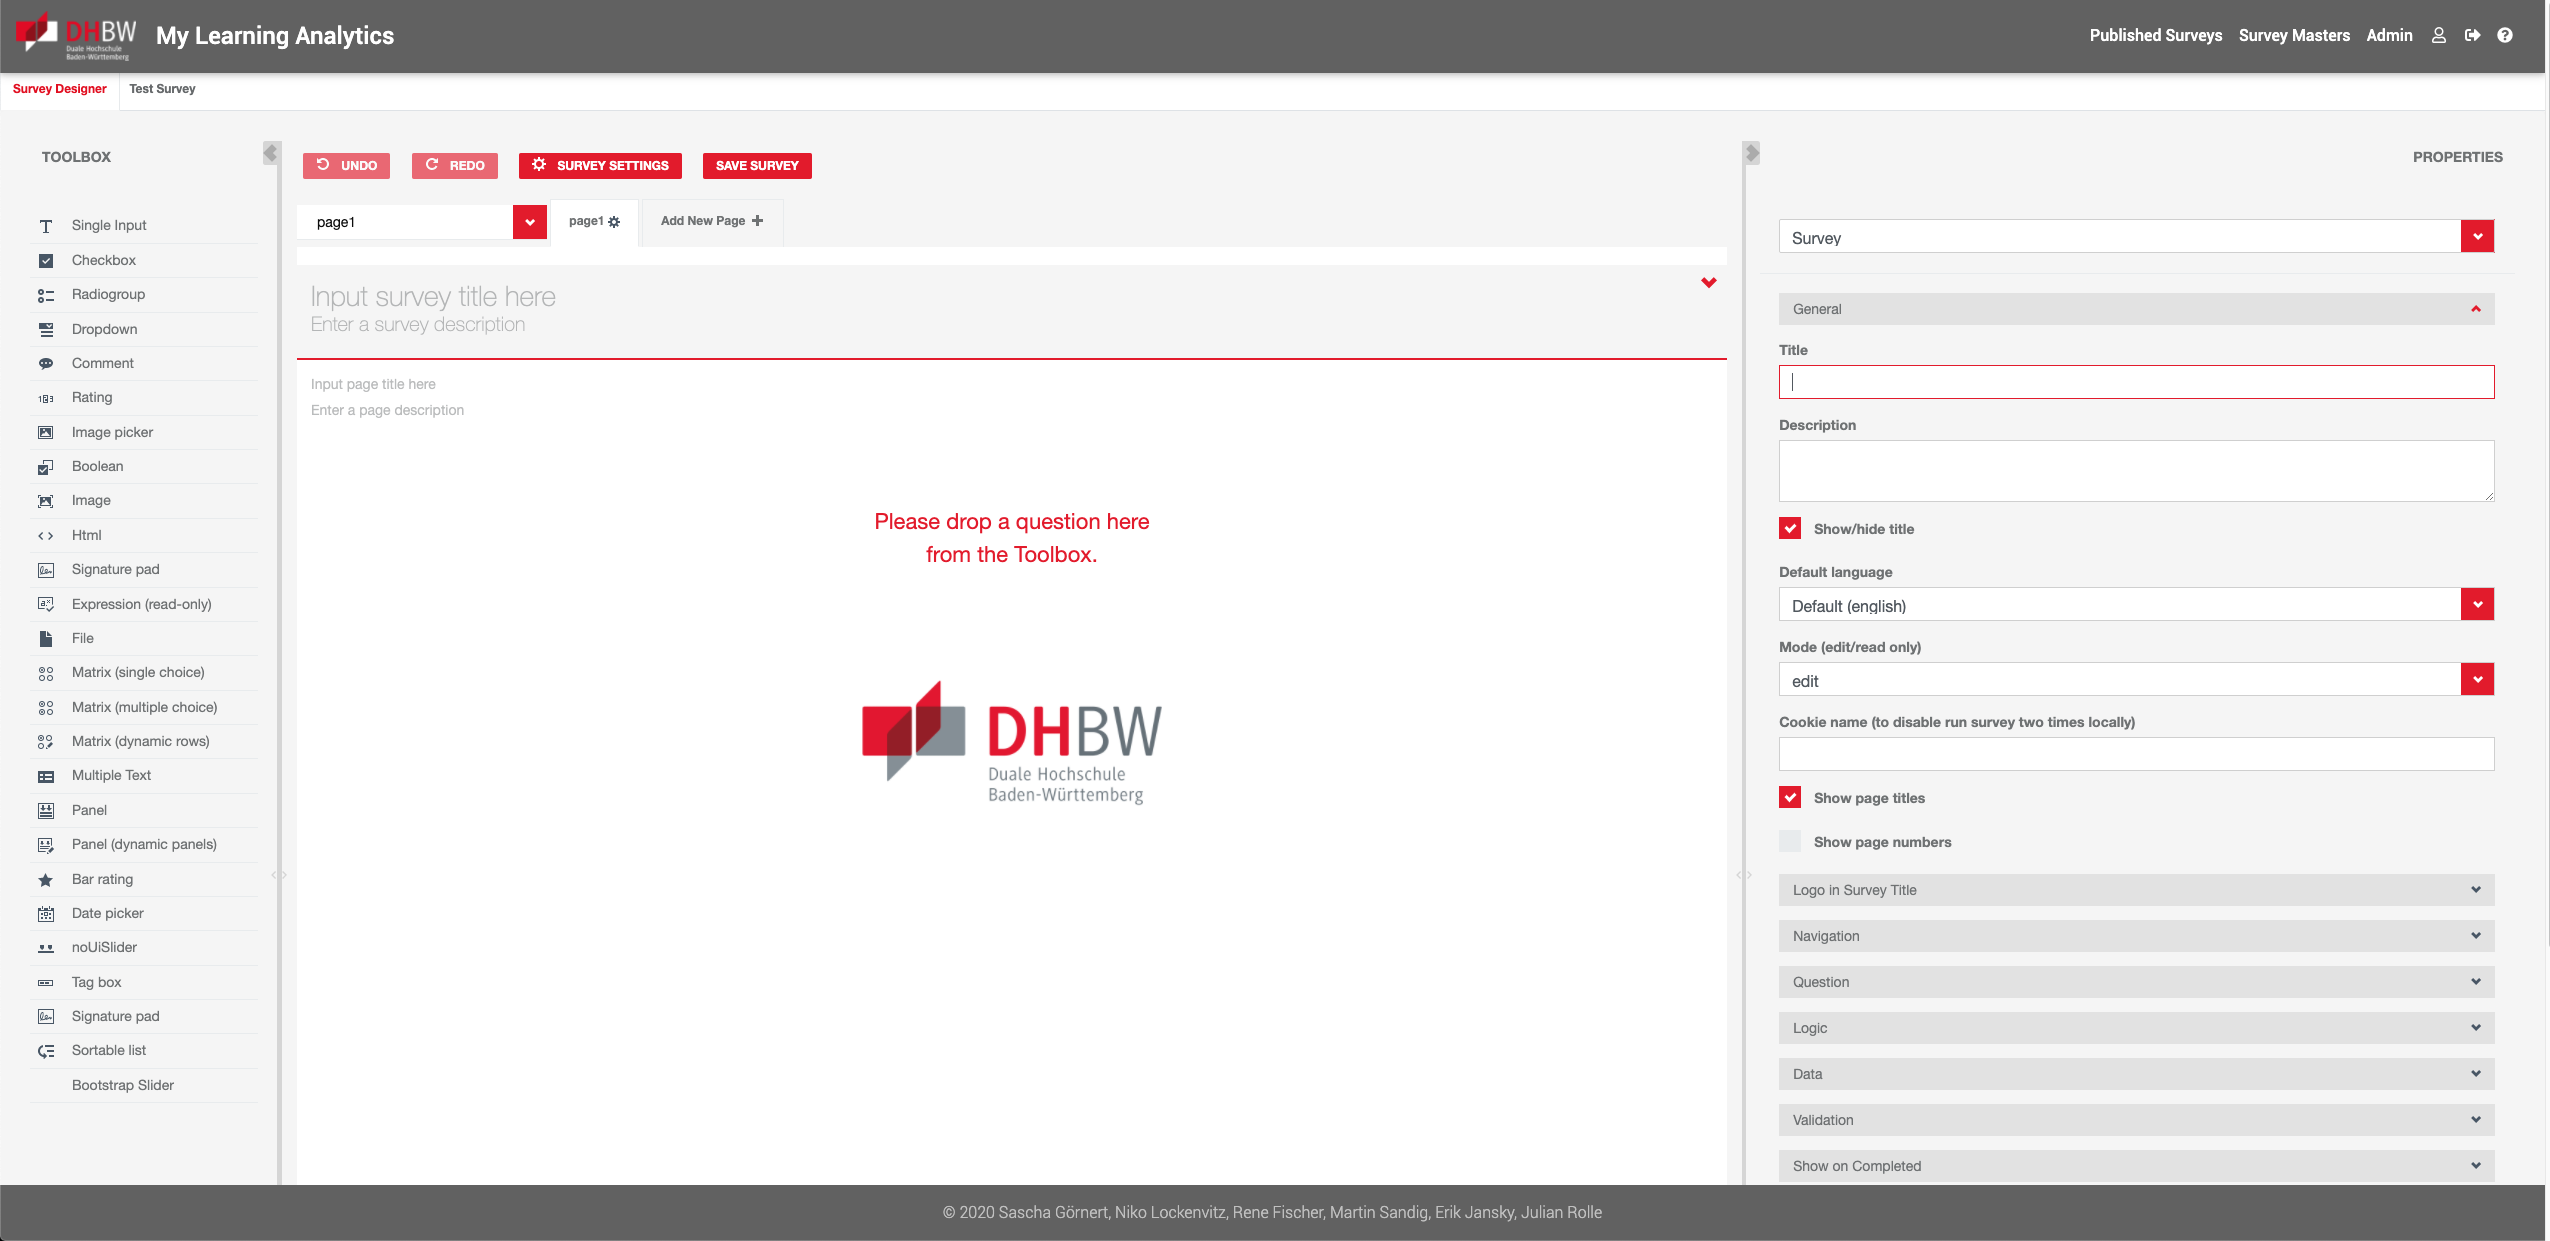 DHBW
Duale Hochschule
Baden-Württemberg
My Learning Analytics
Published Surveys Survey Masters Admin
Survey Designer Test Survey
TOOLBOX
Single Input
Checkbox
Radiogroup
Dropdown
Comment
Rating
Image picker
Boolean
Image
Html
Signature pad
Expression (read-only)
File
Matrix (single choice)
Matrix (multiple choice)
Matrix (dynamic rows)
Multiple Text
Panel
Panel (dynamic panels)
Bar rating
Date picker
noUiSlider
Tag box
Signature pad
Sortable list
Bootstrap Slider
UNDO REDO SURVEY SETTINGS SAVE SURVEY
page1 page1 Add New Page
Input survey title here
Enter a survey description
Input page title here
Enter a page description
Please drop a question here
from the Toolbox.
DHBW
Duale Hochschule
Baden-Württemberg
PROPERTIES
Survey
General
Title
Description
Show/hide title
Default language
Default (english)
Mode (edit/read only)
edit
Cookie name (to disable run survey two times locally)
Show page titles
Show page numbers
Logo in Survey Title
Navigation
Question
Logic
Data
Validation
Show on Completed
© 2020 Sascha Görnert, Niko Lockenvitz, Rene Fischer, Martin Sandig, Erik Jansky, Julian Rolle